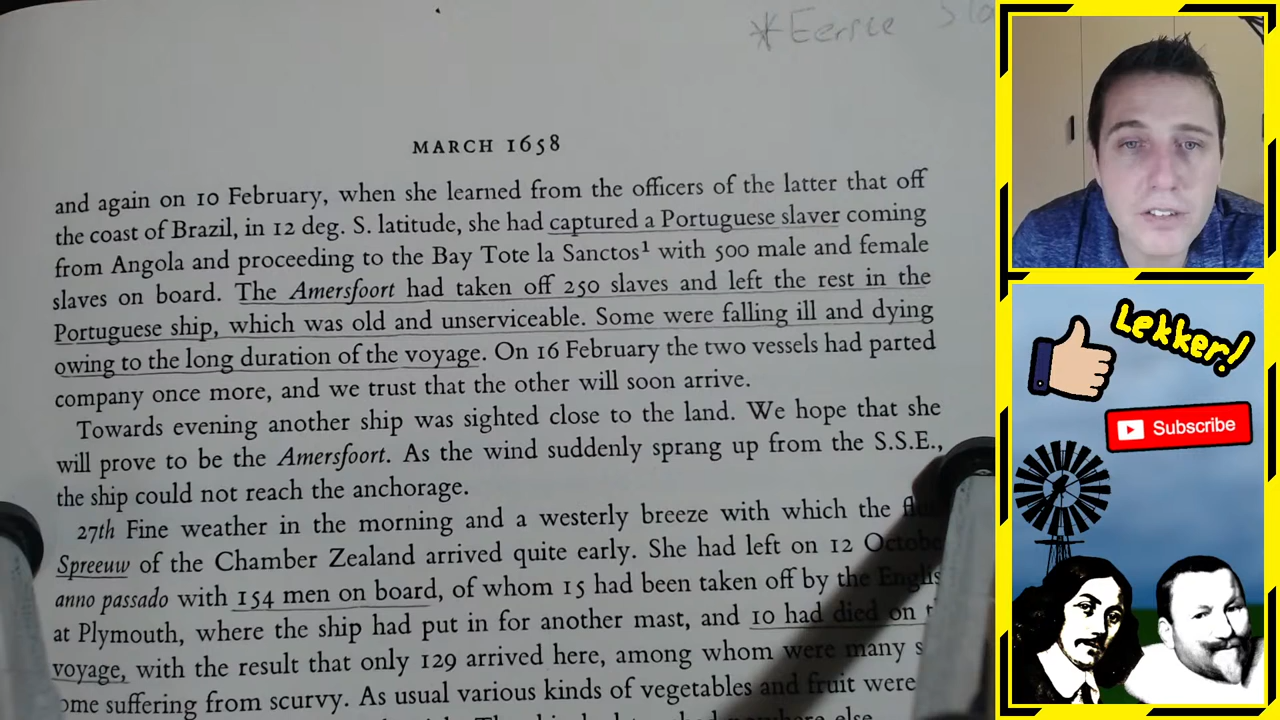 *Eerste
MARCH 1658
and again on 10 February, when she learned from the officers of the latter that off
the coast of Brazil, in 12 deg. S. latitude, she had captured a Portuguese slaver coming
from Angola and proceeding to the Bay Tote la Sanctos¹ with 500 male and female
slaves on board. The Amersfoort had taken off 250 slaves and left the rest in the
Portuguese ship, which was old and unserviceable. Some were falling ill and dying
owing to the long duration of the voyage. On 16 February the two vessels had parted
company once more, and we trust that the other will soon arrive.
Towards evening another ship was sighted close to the land. We hope that she
will prove to be the Amersfoort. As the wind suddenly sprang up from the S.S.E.,
the ship could not reach the anchorage.
27th Fine weather in the morning and a westerly breeze with which the
Spreeuw of the Chamber Zealand arrived quite early. She had left on 12 Octobe
anno passado with 154 men on board, of whom 15 had been taken off by the Englis
at Plymouth, where the ship had put in for another mast, and 10 had died on t
voyage, with the result that only 129 arrived here, among whom were many s
ome suffering from scurvy. As usual various kinds of vegetables and fruit were
else
Lekker!
Subscribe